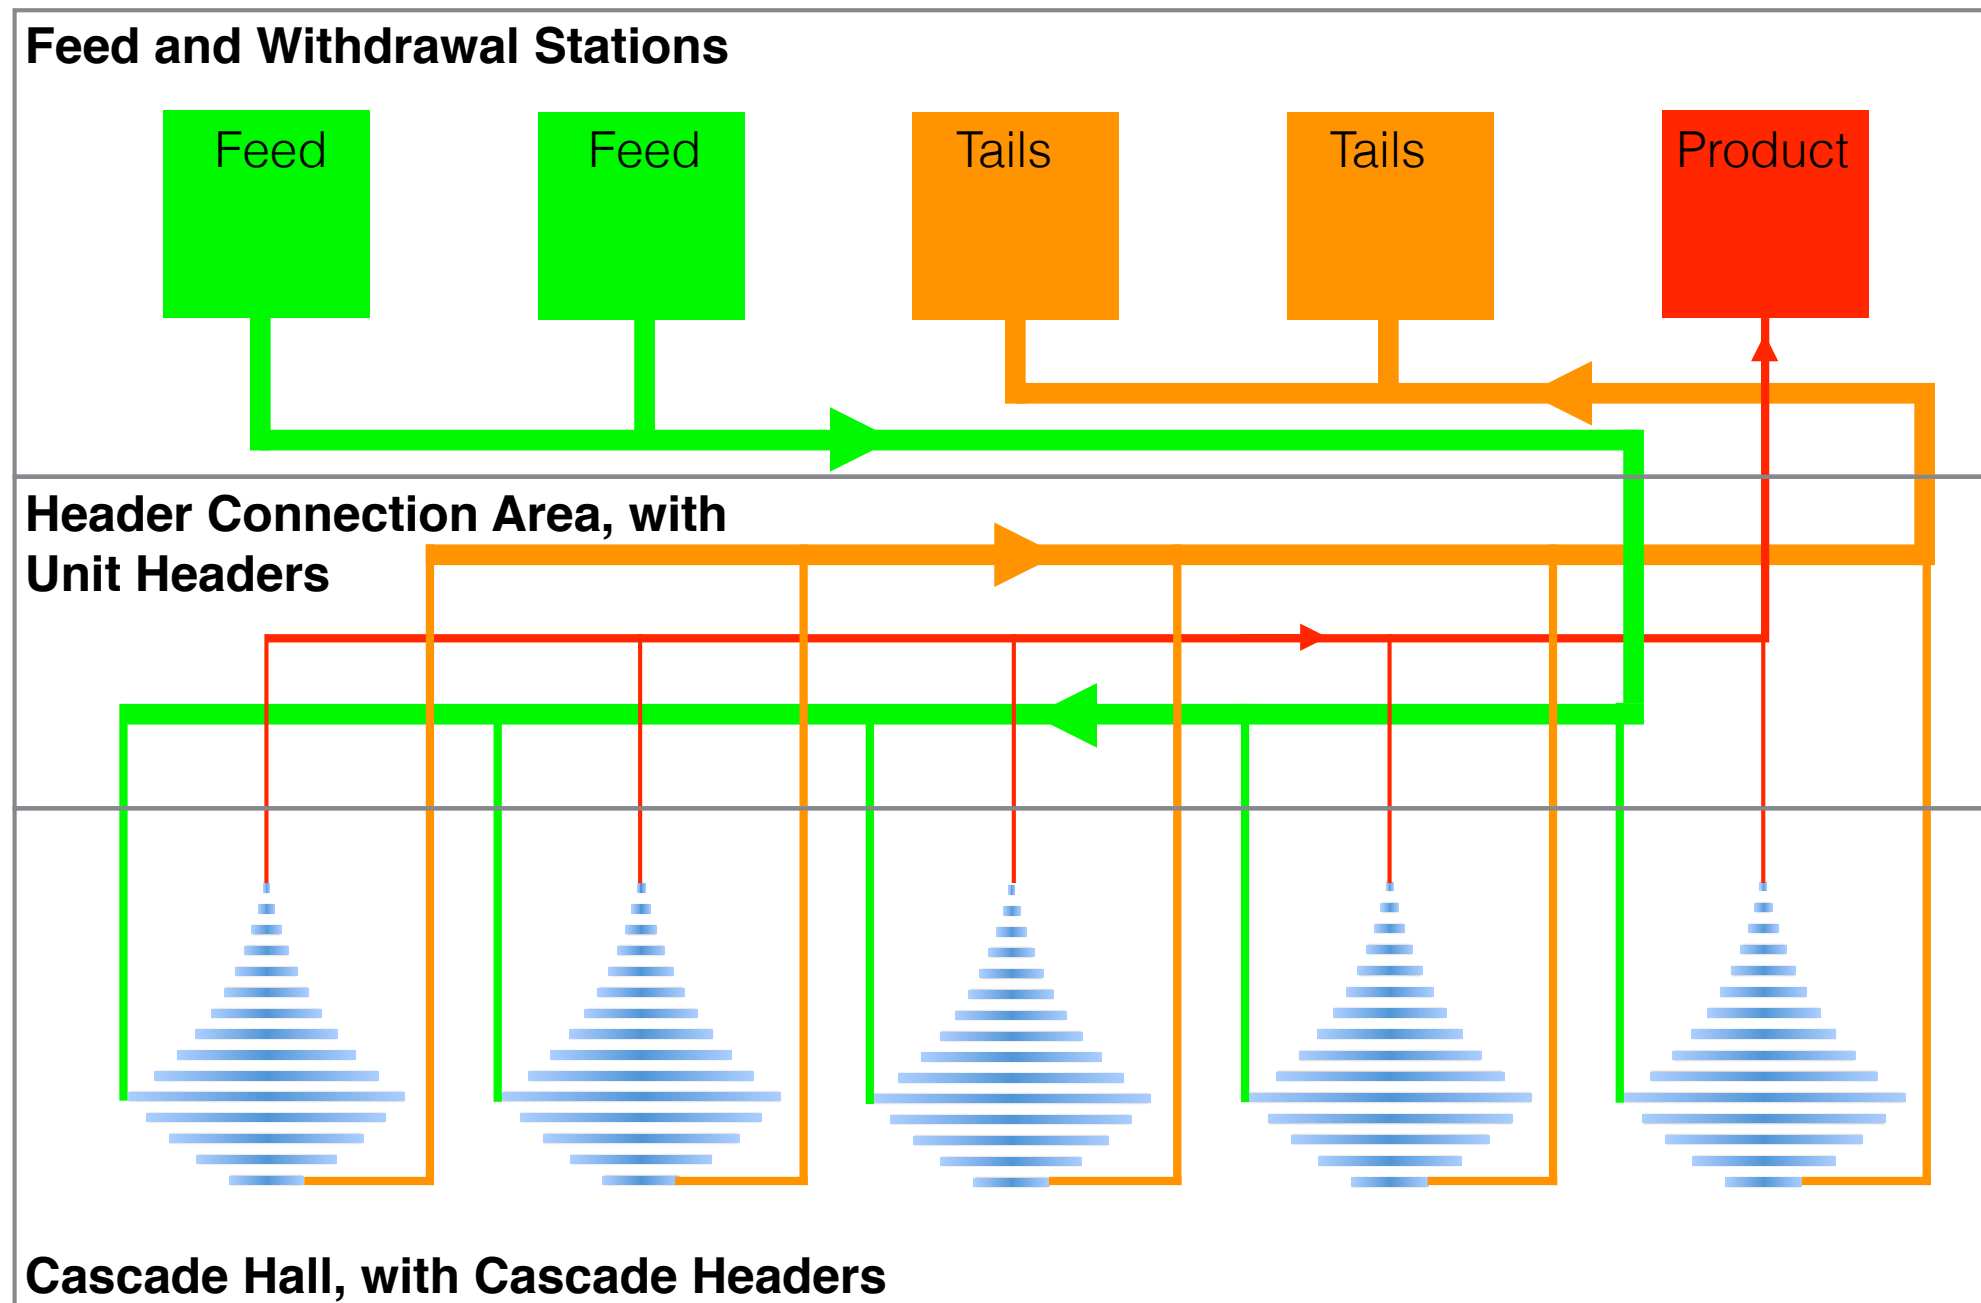 Feed and Withdrawal Stations
Feed
Feed
Tails
Tails
Product
Header Connection Area, with
Unit Headers
Cascade Hall, with Cascade Headers